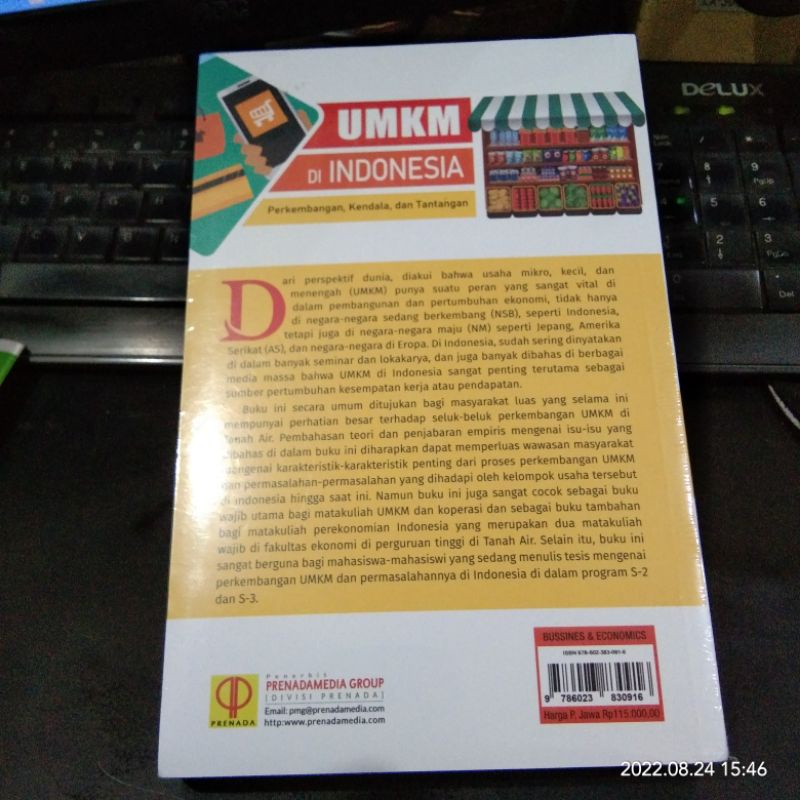 DeLUX
UMKM
DI INDONESIA
Perkembangan, Kendala, dan Tantangan
Dari perspektif dunia, diakui bahwa usaha mikro, kecil, dan
menengah (UMKM) punya suatu peran yang sangat vital di
dalam pembangunan dan pertumbuhan ekonomi, tidak hanya
di negara-negara sedang berkembang (NSB), seperti Indonesia,
tetapi juga di negara-negara maju (NM) seperti Jepang, Amerika
Serikat (AS), dan negara-negara di Eropa. Di Indonesia, sudah sering dinyatakan
di dalam banyak seminar dan lokakarya, dan juga banyak dibahas di berbagai
media massa bahwa UMKM di Indonesia sangat penting terutama sebagai
sumber pertumbuhan kesempatan kerja atau pendapatan.
Buku ini secara umum ditujukan bagi masyarakat luas yang selama ini
mempunyai perhatian besar terhadap seluk-beluk perkembangan UMKM di
Tanah Air. Pembahasan teori dan penjabaran empiris mengenai isu-isu yang
dibahas di dalam buku ini diharapkan dapat memperluas wawasan masyarakat
mengenai karakteristik-karakteristik penting dari proses perkembangan UMKM
dan permasalahan-permasalahan yang dihadapi oleh kelompok usaha tersebut
di Indonesia hingga saat ini. Namun buku ini juga sangat cocok sebagai buku
wajib utama bagi matakuliah UMKM dan koperasi dan sebagai buku tambahan
bagi matakuliah perekonomian Indonesia yang merupakan dua matakuliah
wajib di fakultas ekonomi di perguruan tinggi di Tanah Air. Selain itu, buku ini
sangat berguna bagi mahasiswa-mahasiswi yang sedang menulis tesis mengenai
perkembangan UMKM dan permasalahannya di Indonesia di dalam program S-2
dan S-3.
PRENADA
Penerbit
PRENADAMEDIA GROUP
[DIVISI PRENADA]
Email: pmg@prenadamedia.com
http:www.prenadamedia.com
BUSSINES & ECONOMICS
ISBN 978-602-383-091-6
9 786023 830916
Harga P. Jawa Rp115.000,00
2022.08.24 15:46